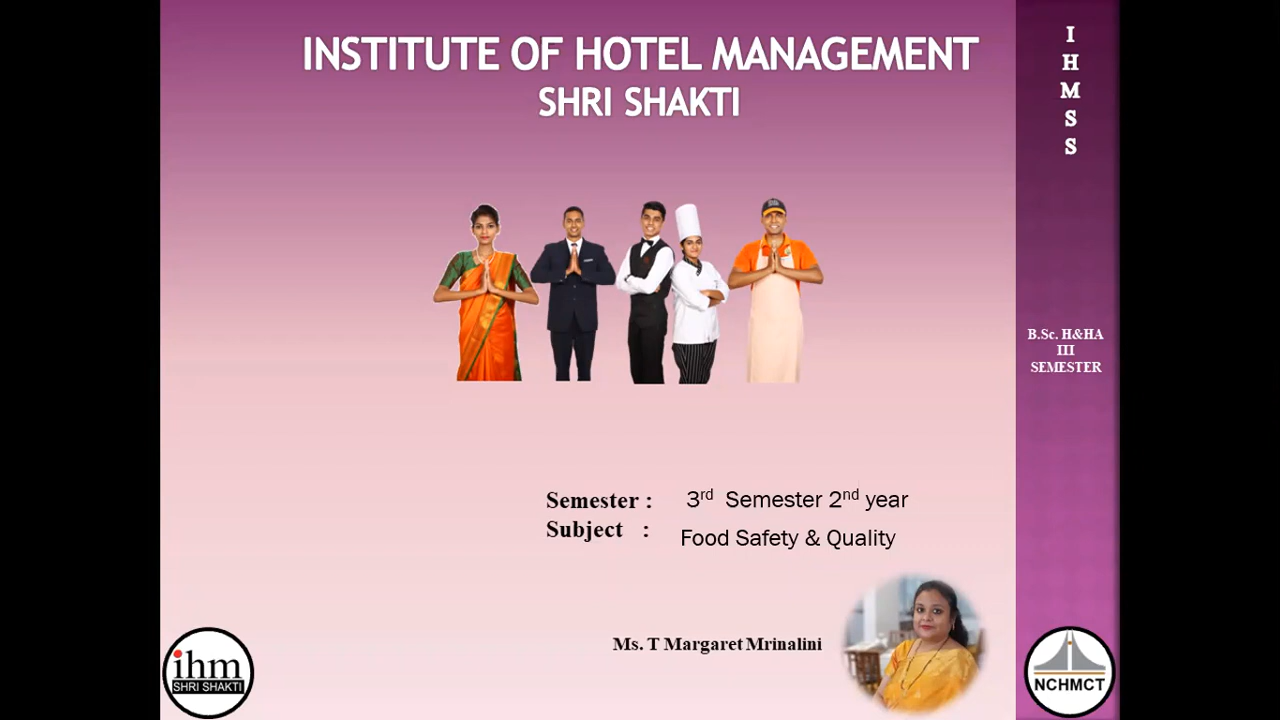 INSTITUTE OF HOTEL MANAGEMENT
SHRI SHAKTI
I
H
M
S
S
B.Sc. H&HA
III
SEMESTER
Semester : 3rd Semester 2nd year
Subject : Food Safety & Quality
Ms. T Margaret Mrinalini
ihm
SHRI SHAKTI
NCHMCT